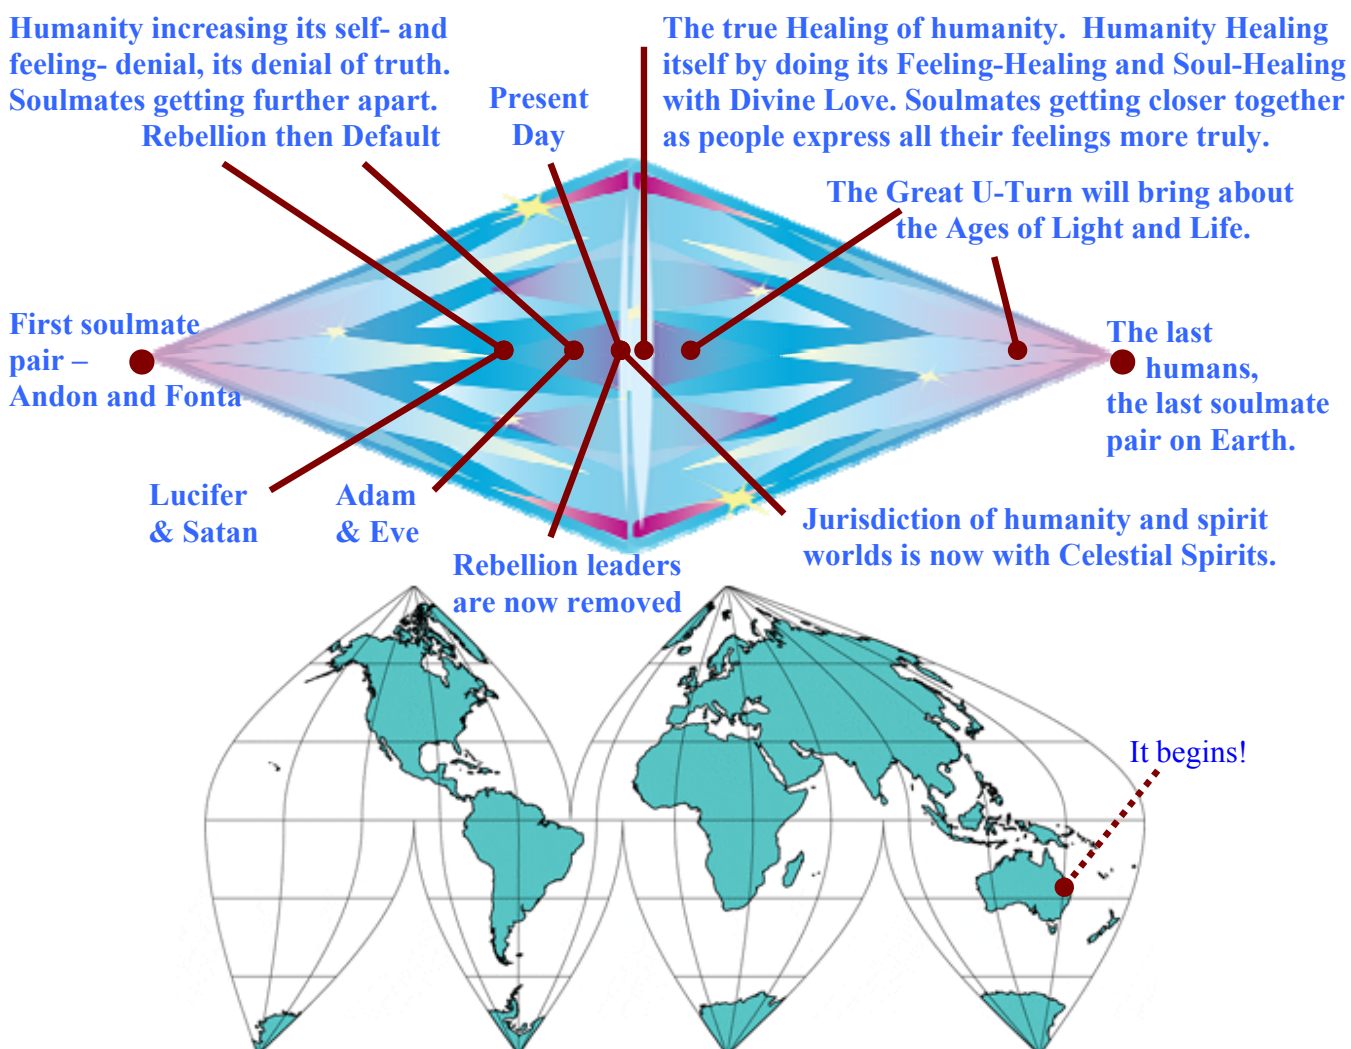 Humanity increasing its self- and
feeling- denial, its denial of truth.
Soulmates getting further apart.
Rebellion then Default
Present
Day
The true Healing of humanity.  Humanity Healing
itself by doing its Feeling-Healing and Soul-Healing
with Divine Love. Soulmates getting closer together
as people express all their feelings more truly.
The Great U-Turn will bring about
the Ages of Light and Life.
First soulmate
pair –
Andon and Fonta
The last
humans,
the last soulmate
pair on Earth.
Lucifer
& Satan
Adam
& Eve
Rebellion leaders
are now removed
Jurisdiction of humanity and spirit
worlds is now with Celestial Spirits.
It begins!